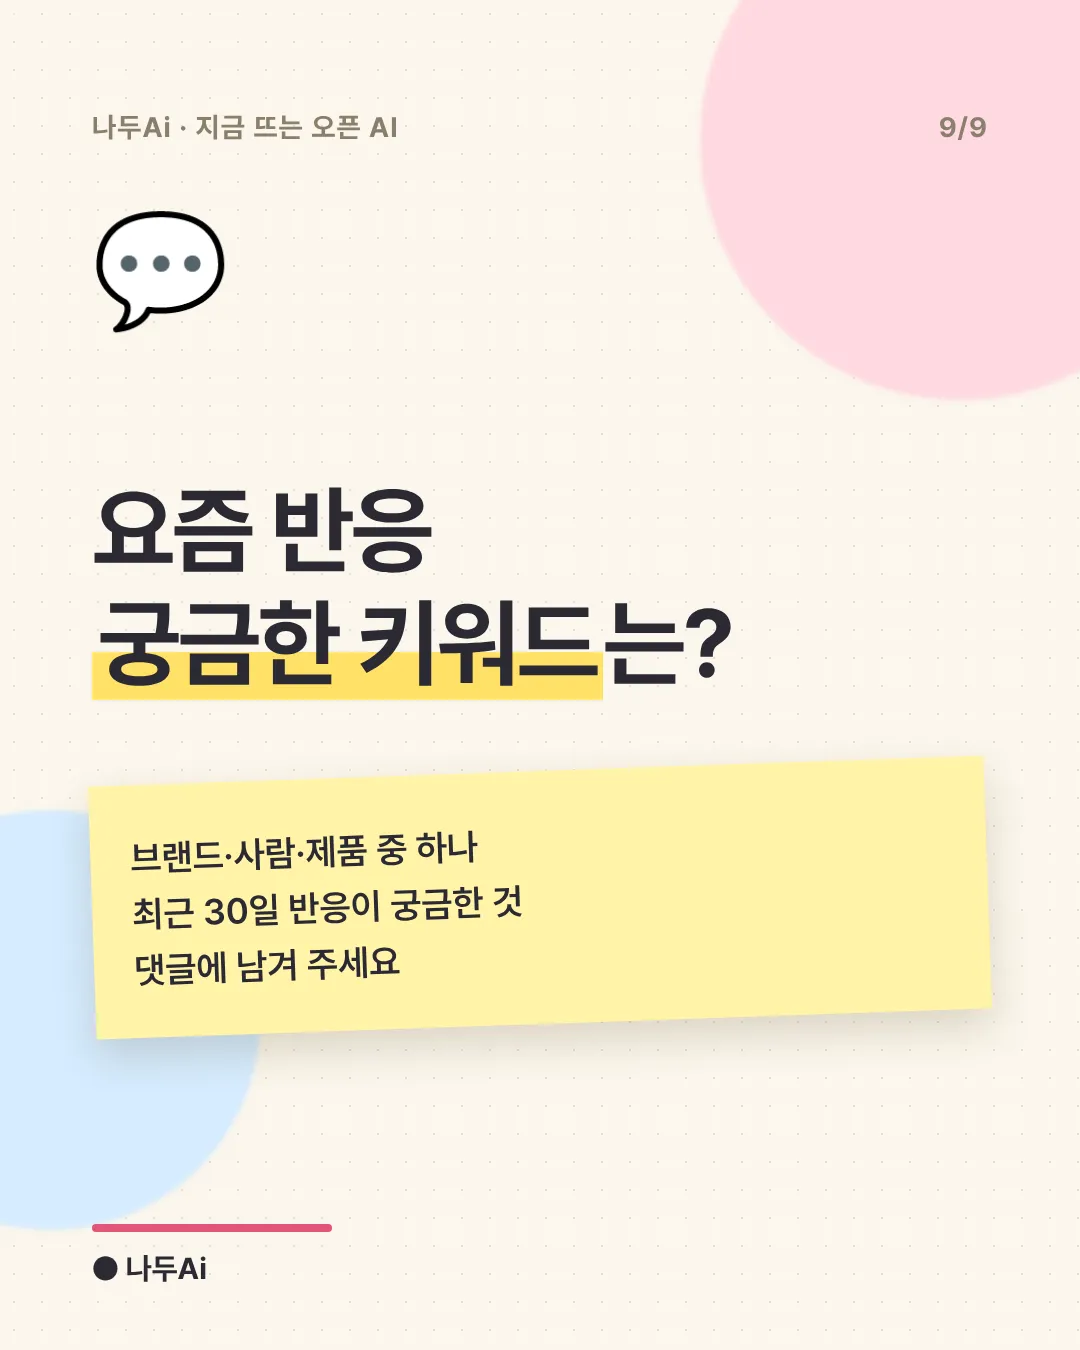 나두Ai · 지금 뜨는 오픈 AI
9/9
요즘 반응
궁금한 키워드는?
브랜드·사람·제품 중 하나
최근 30일 반응이 궁금한 것
댓글에 남겨 주세요
나두Ai